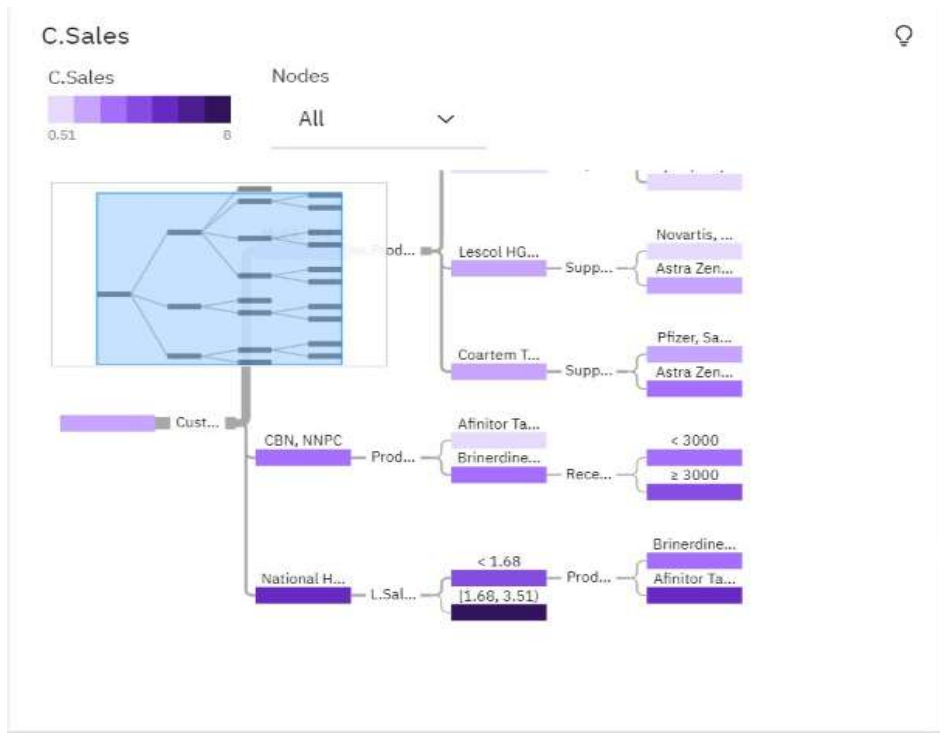 C.Sales
C.Sales
Nodes
All
0.51
8
Novartis, ...
Prod...
Lescol HG...
Supp...
Astra Zen...
Pfizer, Sa...
Coartem T...
Supp...
Astra Zen...
Cust...
Afinitor Ta...
CBN, NNPC
< 3000
Prod...
Brinerdine...
Rece...
≥ 3000
Brinerdine...
< 1.68
National H...
L.Sal...
Prod...
Afinitor Ta...
[1.68, 3.51)